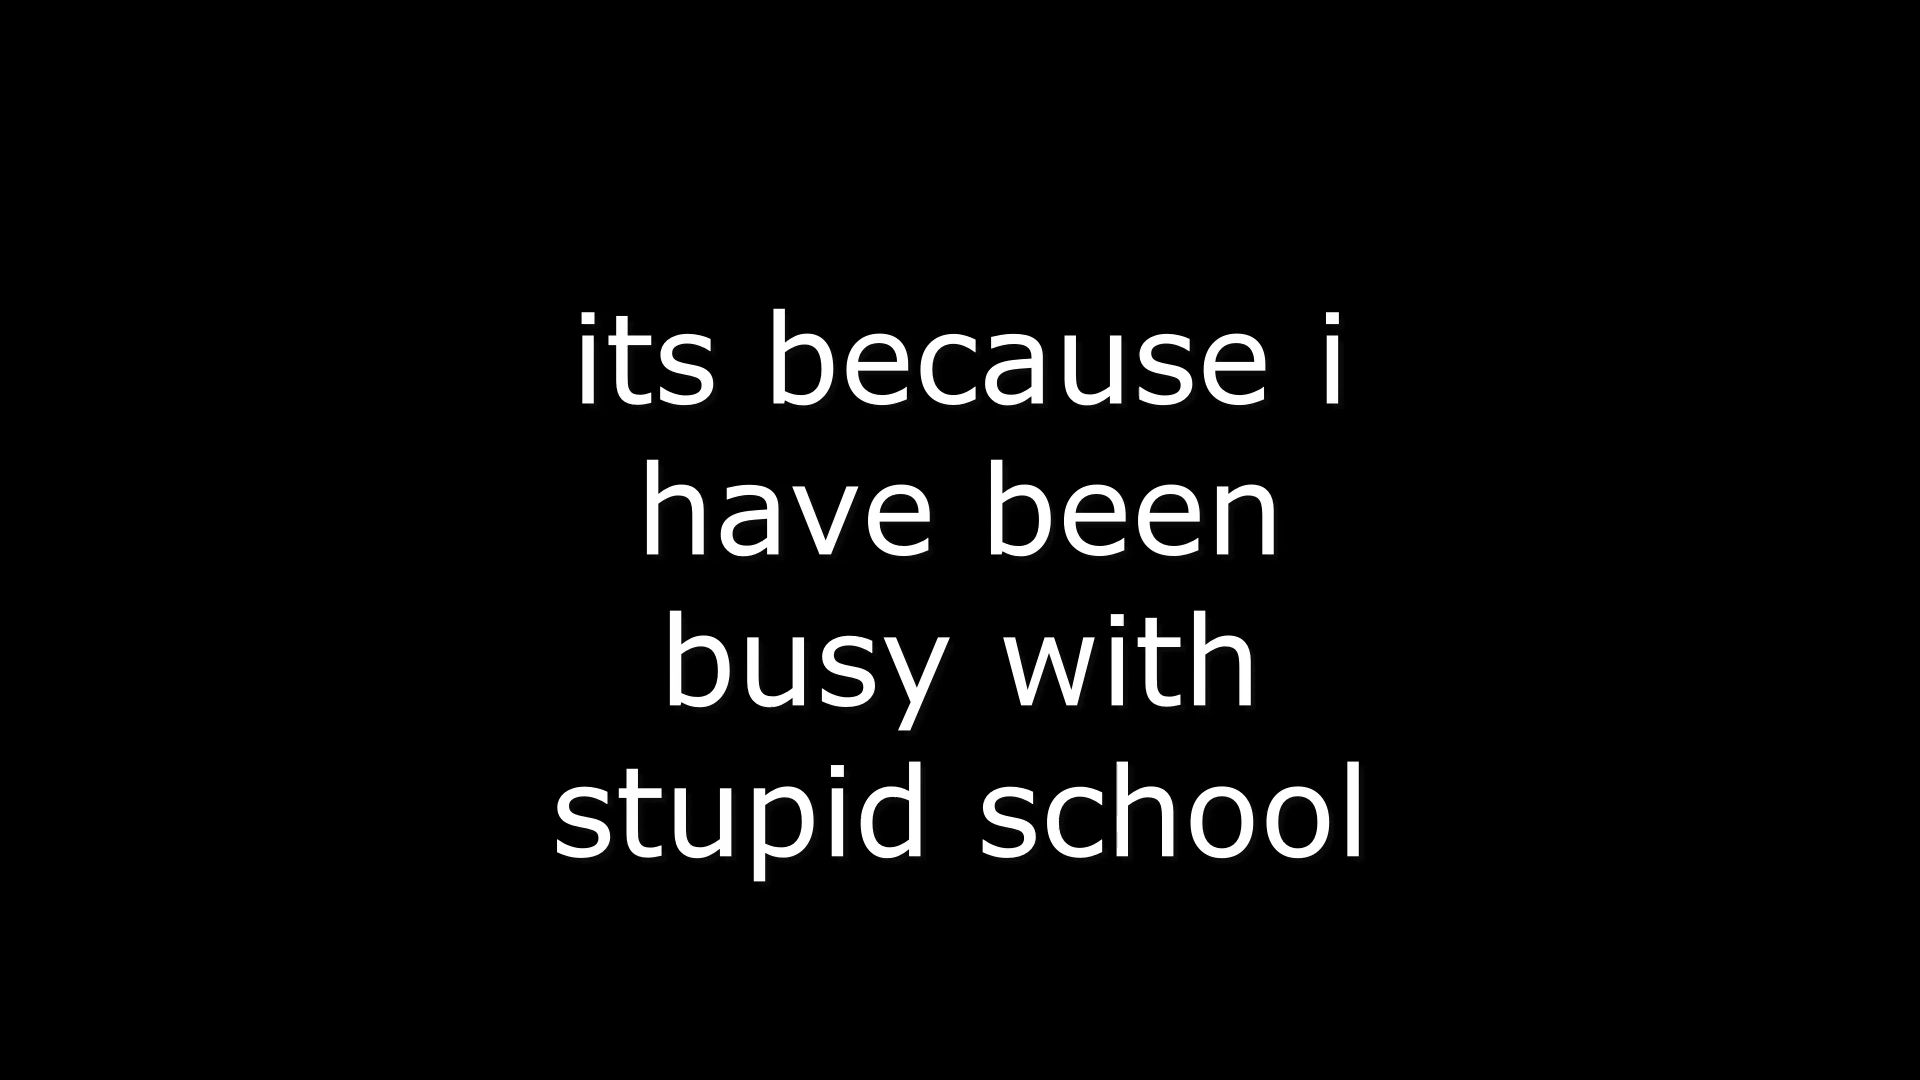 its because i
have been
busy with
stupid school